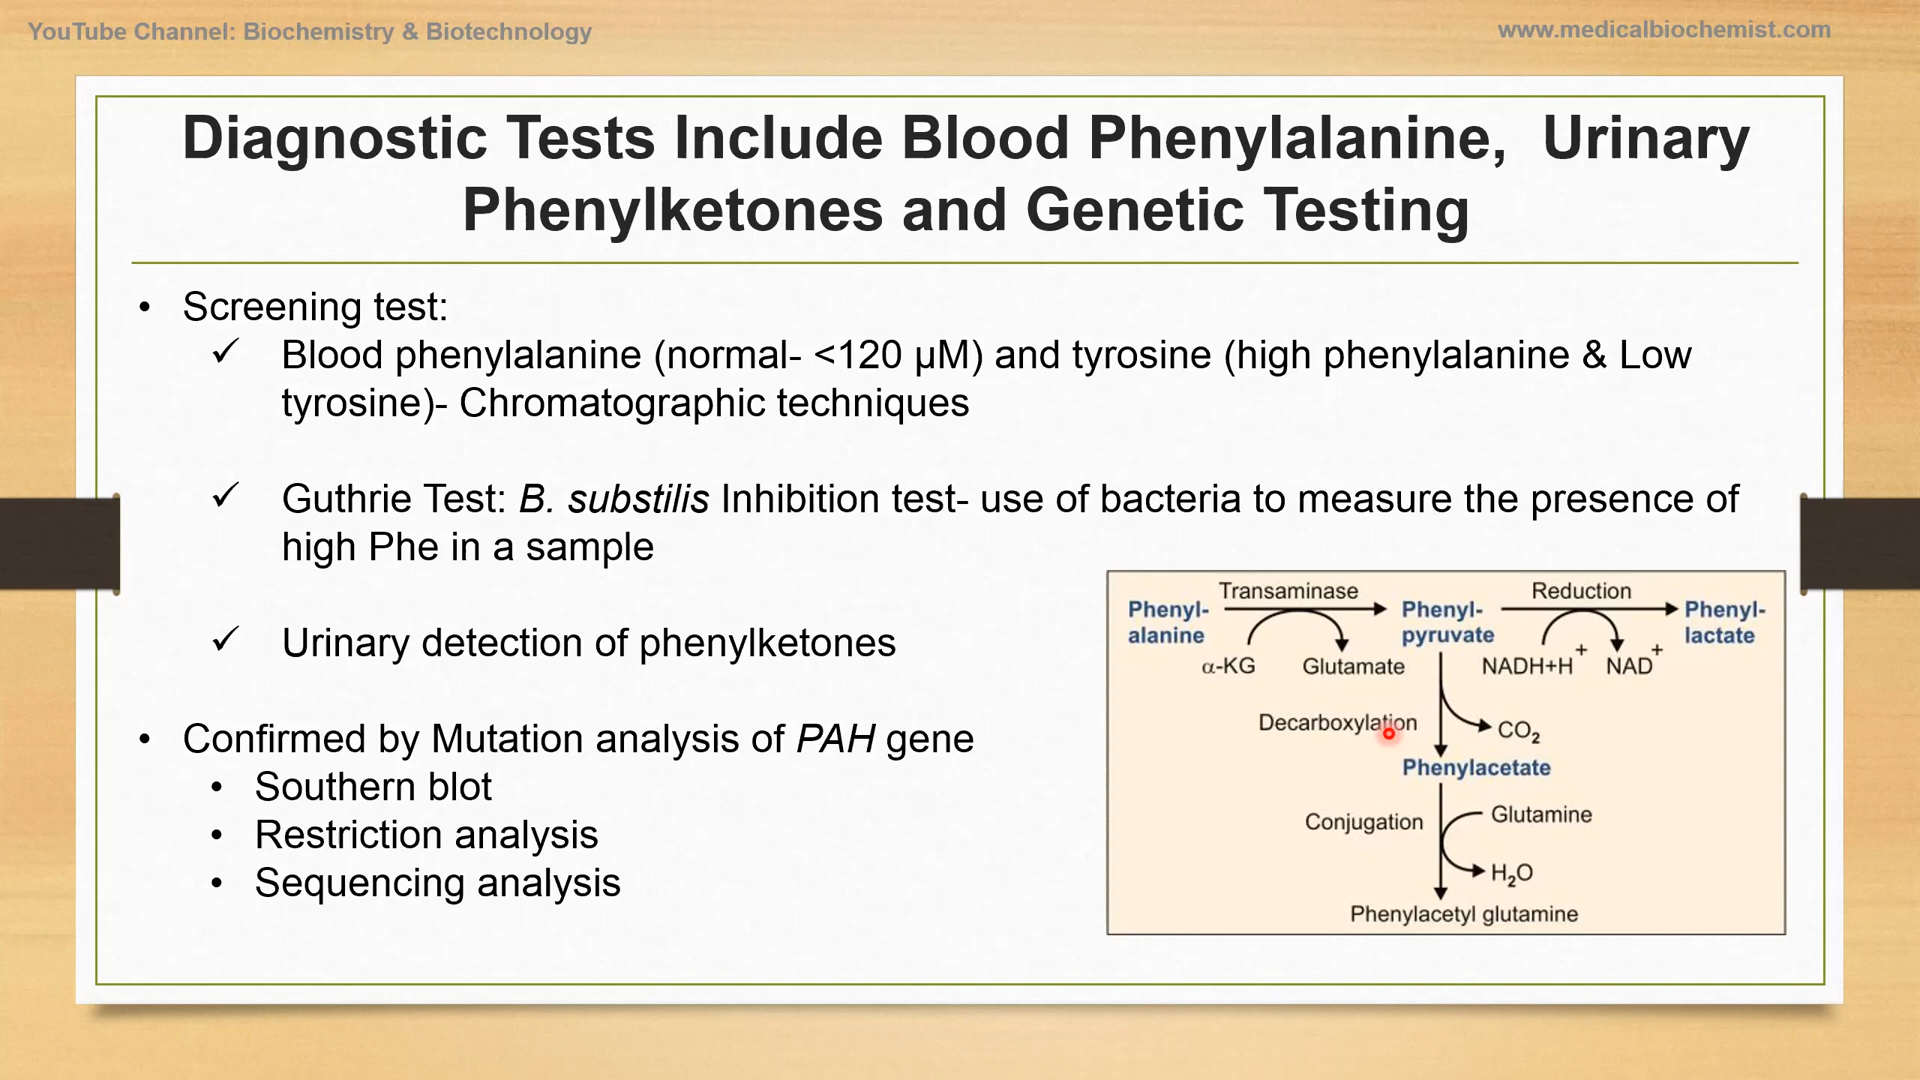 YouTube Channel: Biochemistry & Biotechnology
www.medicalbiochemist.com
Diagnostic Tests Include Blood Phenylalanine, Urinary
Phenylketones and Genetic Testing
• Screening test:
✓ Blood phenylalanine (normal- <120 µM) and tyrosine (high phenylalanine & Low
tyrosine)- Chromatographic techniques
✓ Guthrie Test: B. substilis Inhibition test- use of bacteria to measure the presence of
high Phe in a sample
✓ Urinary detection of phenylketones
• Confirmed by Mutation analysis of PAH gene
• Southern blot
• Restriction analysis
• Sequencing analysis
Transaminase
Reduction
Phenyl-
alanine
Phenyl-
pyruvate
Phenyl-
lactate
α-KG
Glutamate
NADH+H+
NAD+
Decarboxylation
CO2
Phenylacetate
Conjugation
Glutamine
H2O
Phenylacetyl glutamine